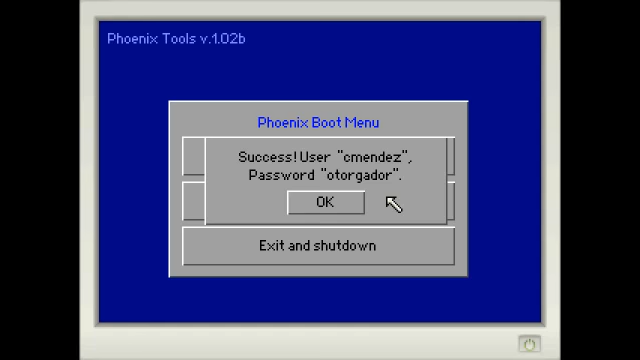 Phoenix Tools v.1.02b
Phoenix Boot Menu
Success! User "cmendez",
Password "otorgador".
OK
Exit and shutdown